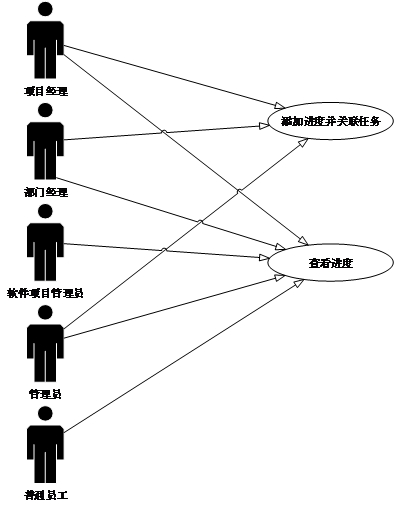 项目经理
添加进度并关联任务
部门经理
查看进度
软件项目管理员
管理员
普通员工